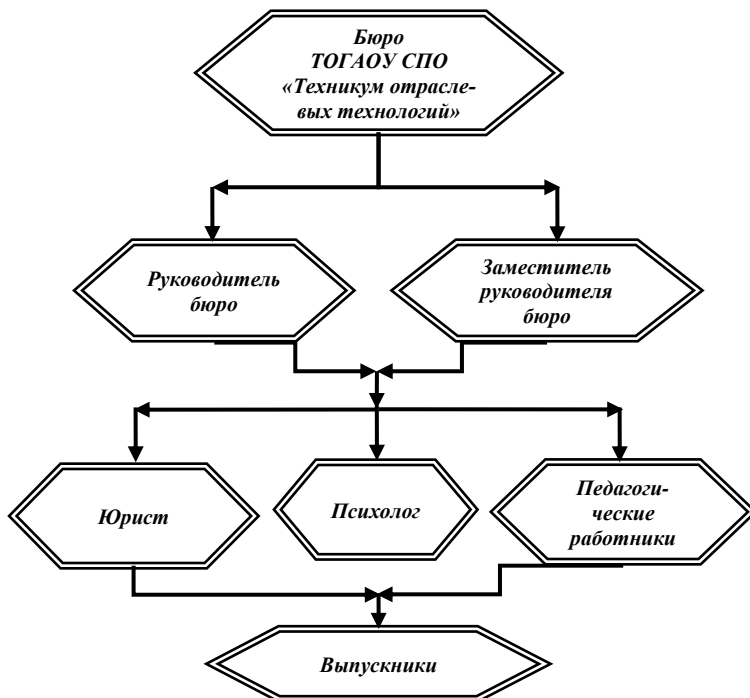 Бюро
ТОГАОУ СПО
«Техникум отрасле-
вых технологий»
Руководитель
бюро
Заместитель
руководителя
бюро
Юрист
Психолог
Педагоги-
ческие
работники
Выпускники